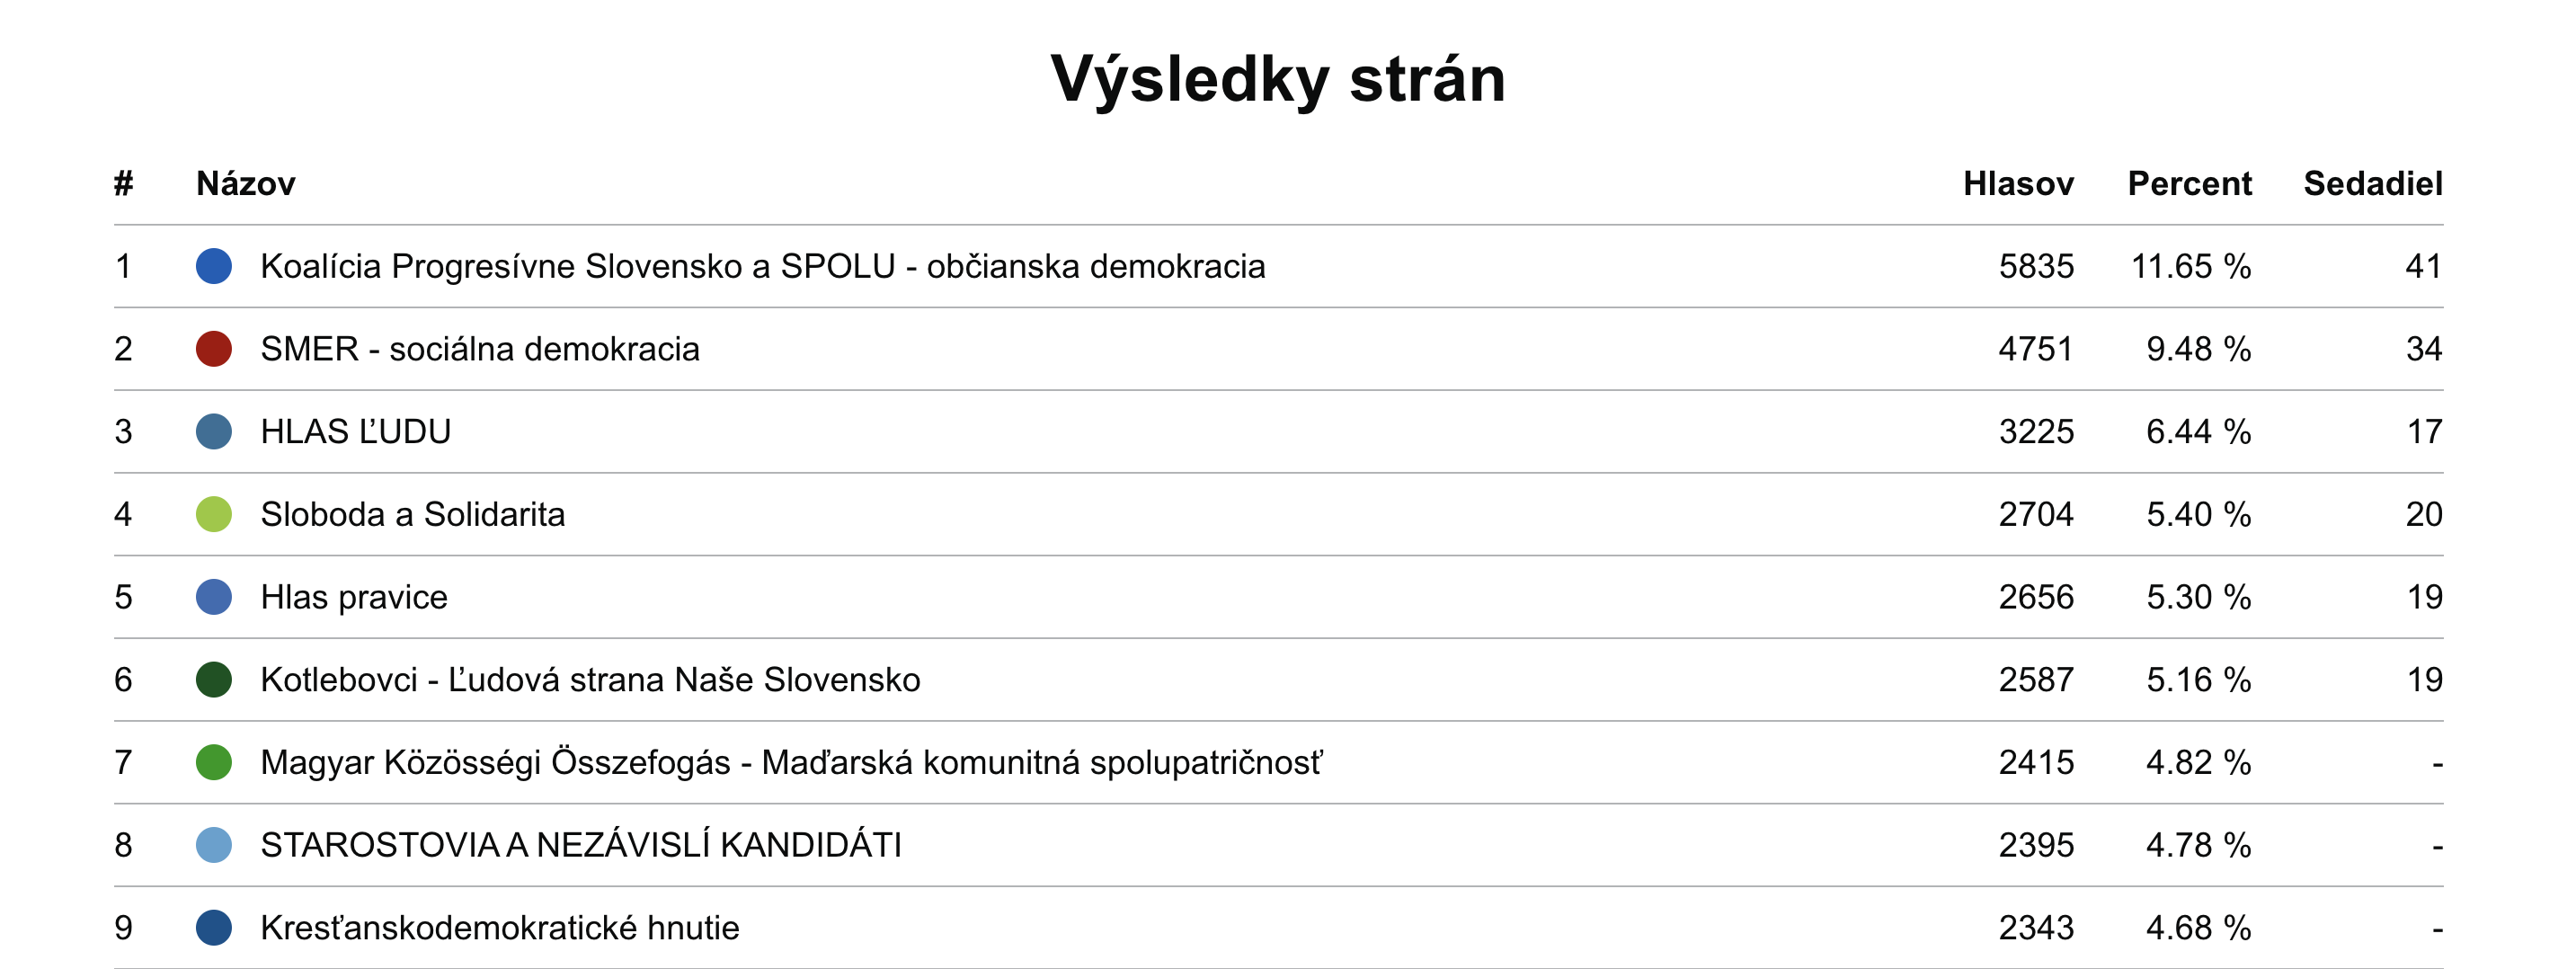 Výsledky strán
# Názov Hlasov Percent Sedadiel
1 Koalícia Progresívne Slovensko a SPOLU - občianska demokracia 5835 11.65 % 41
2 SMER - sociálna demokracia 4751 9.48 % 34
3 HLAS ĽUDU 3225 6.44 % 17
4 Sloboda a Solidarita 2704 5.40 % 20
5 Hlas pravice 2656 5.30 % 19
6 Kotlebovci - Ľudová strana Naše Slovensko 2587 5.16 % 19
7 Magyar Közösségi Összefogás - Maďarská komunitná spolupatričnosť 2415 4.82 % -
8 STAROSTOVIA A NEZÁVISLÍ KANDIDÁTI 2395 4.78 % -
9 Kresťanskodemokratické hnutie 2343 4.68 % -